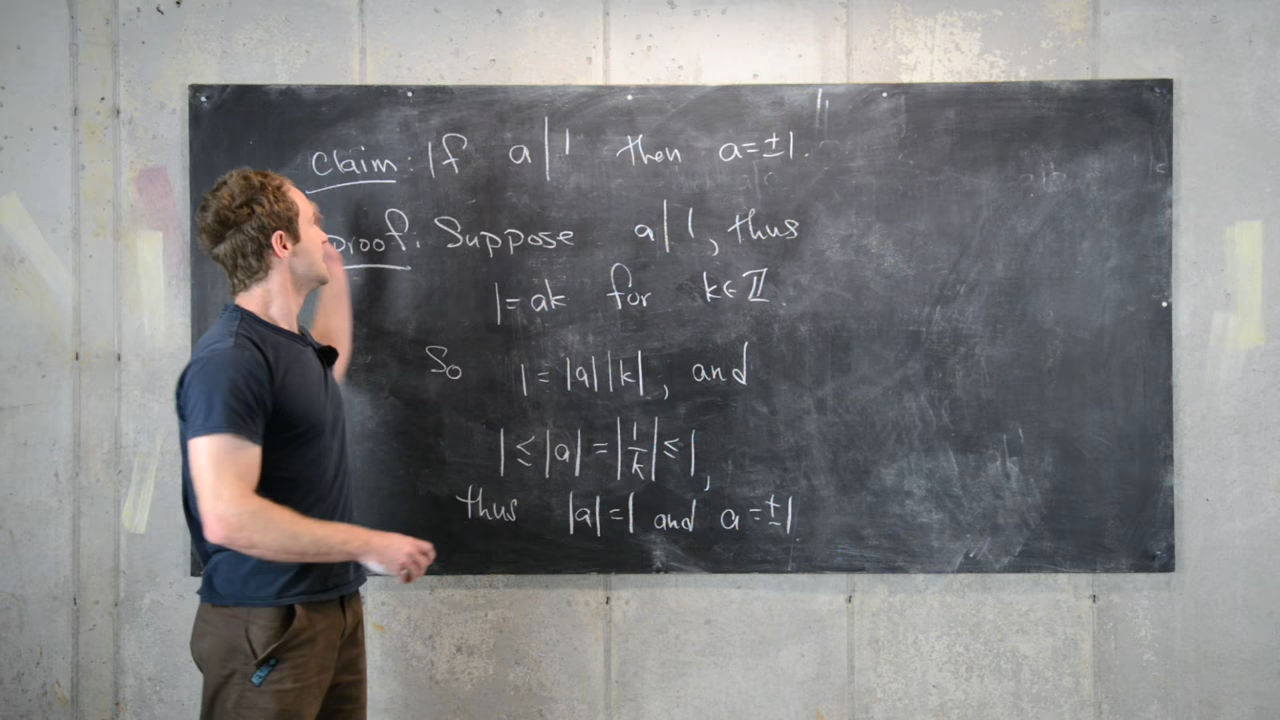 Claim: If a|1 then a=±1.
proof: Suppose a|1, thus
1=ak for k∈ℤ.
So 1=|a||k|, and
1≤|a|=|1/k|≤1,
thus |a|=1 and a=±1